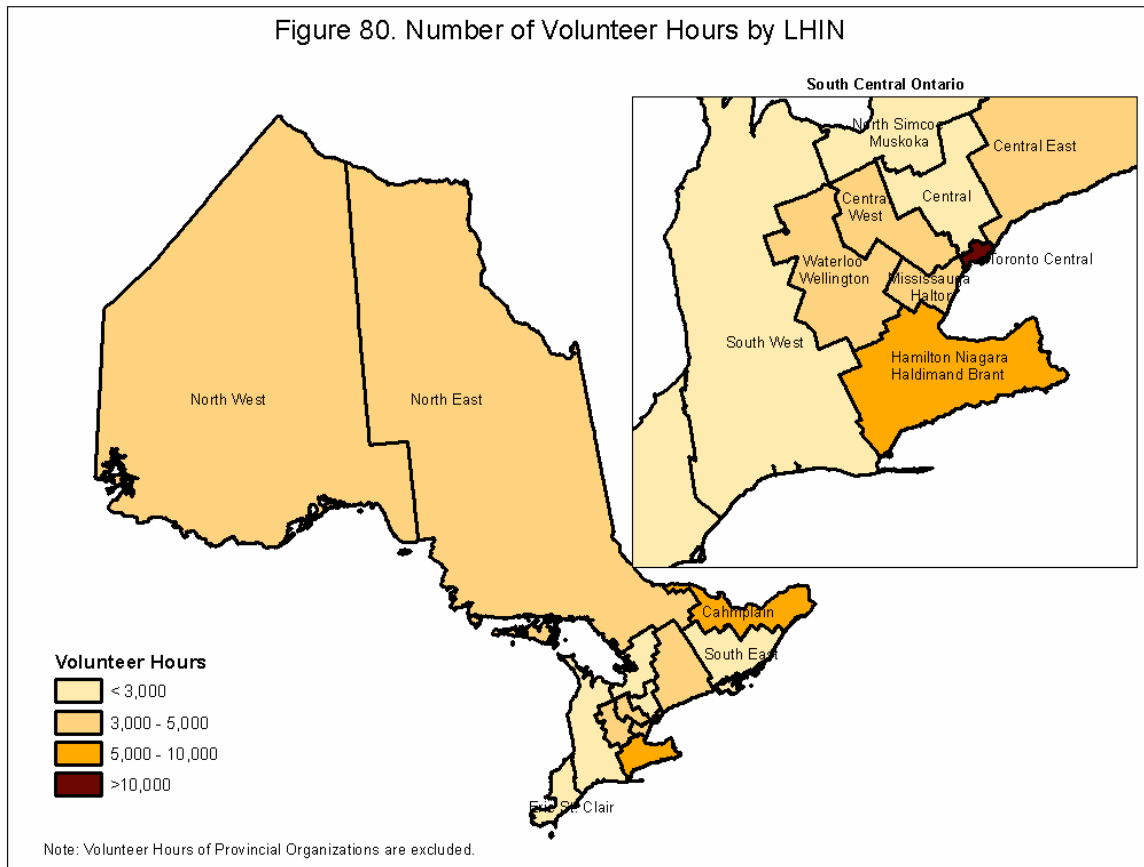 Figure 80. Number of Volunteer Hours by LHIN
South Central Ontario
North Simco
Muskoka
Central East
Central
Central
West
Toronto Central
Waterloo
Wellington
Mississauga
Halton
South West
Hamilton Niagara
Haldimand Brant
North West
North East
Cahmplain
South East
Erie St. Clair
Volunteer Hours
< 3,000
3,000 - 5,000
5,000 - 10,000
>10,000
Note: Volunteer Hours of Provincial Organizations are excluded.